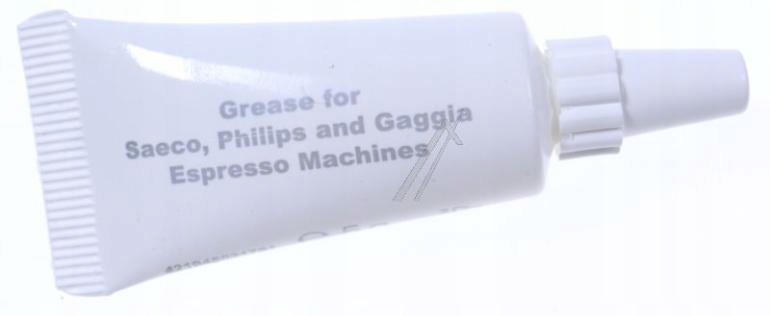 Grease for
Saeco, Philips and Gaggia
Espresso Machines